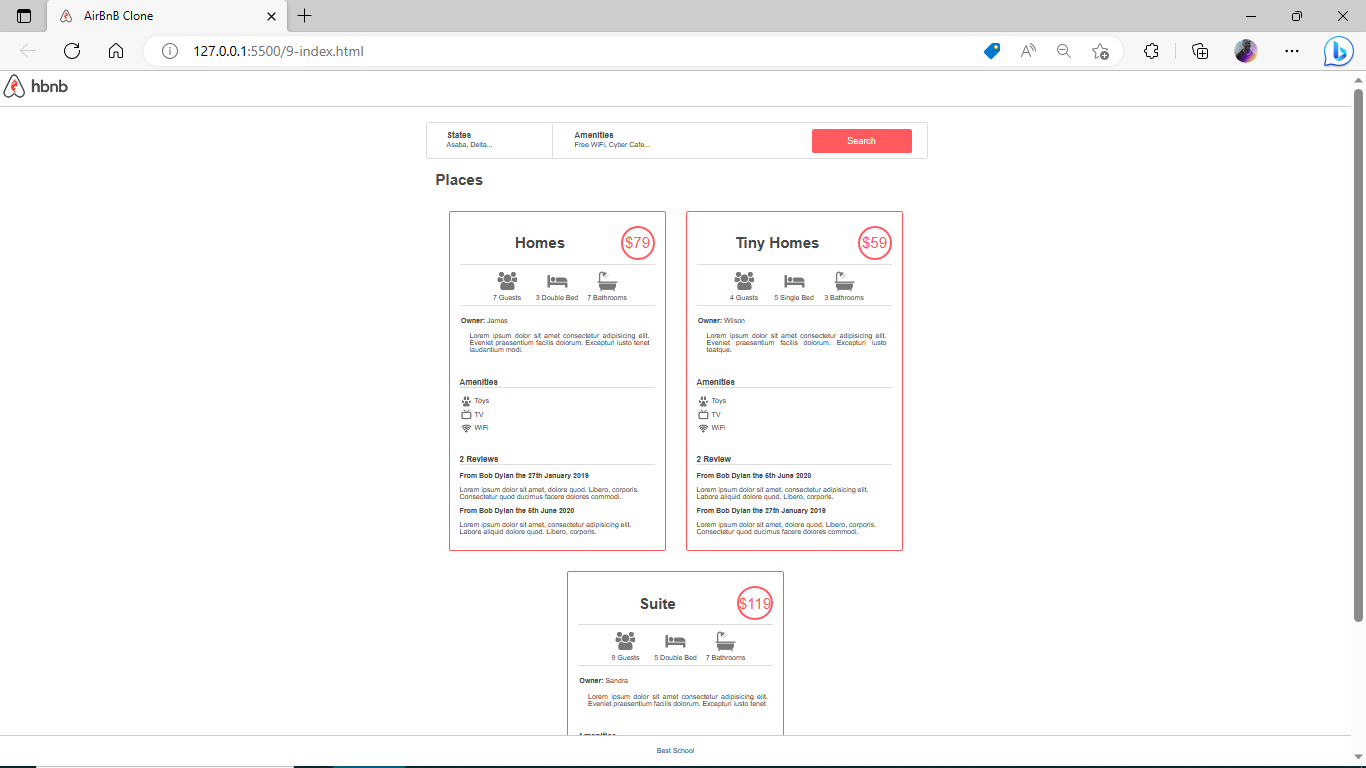 AirBnB Clone
127.0.0.1:5500/9-index.html
hbnb
States
Asaba, Delta...
Amenities
Free WiFi, Cyber Cafe...
Search
Places
Homes
$79
7 Guests 3 Double Bed 7 Bathrooms
Owner: James
Lorem ipsum dolor sit amet consectetur adipisicing elit.
Eveniet praesentium facilis dolorum. Excepturi iusto tenet
laudantium modi.
Amenities
Toys
TV
WiFi
2 Reviews
From Bob Dylan the 27th January 2019
Lorem ipsum dolor sit amet, dolore quod. Libero, corporis.
Consectetur quod ducimus facere dolores commodi.
From Bob Dylan the 5th June 2020
Lorem ipsum dolor sit amet, consectetur adipisicing elit.
Labore aliquid dolore quod. Libero, corporis.
Tiny Homes
$59
4 Guests 5 Single Bed 3 Bathrooms
Owner: Wilson
Lorem ipsum dolor sit amet consectetur adipisicing elit.
Eveniet praesentium facilis dolorum. Excepturi iusto
teatque.
Amenities
Toys
TV
WiFi
2 Review
From Bob Dylan the 5th June 2020
Lorem ipsum dolor sit amet, consectetur adipisicing elit.
Labore aliquid dolore quod. Libero, corporis.
From Bob Dylan the 27th January 2019
Lorem ipsum dolor sit amet, dolore quod. Libero, corporis.
Consectetur quod ducimus facere dolores commodi.
Suite
$119
9 Guests 5 Double Bed 7 Bathrooms
Owner: Sandra
Lorem ipsum dolor sit amet consectetur adipisicing elit.
Eveniet praesentium facilis dolorum. Excepturi iusto tenet
Amenities
Best School